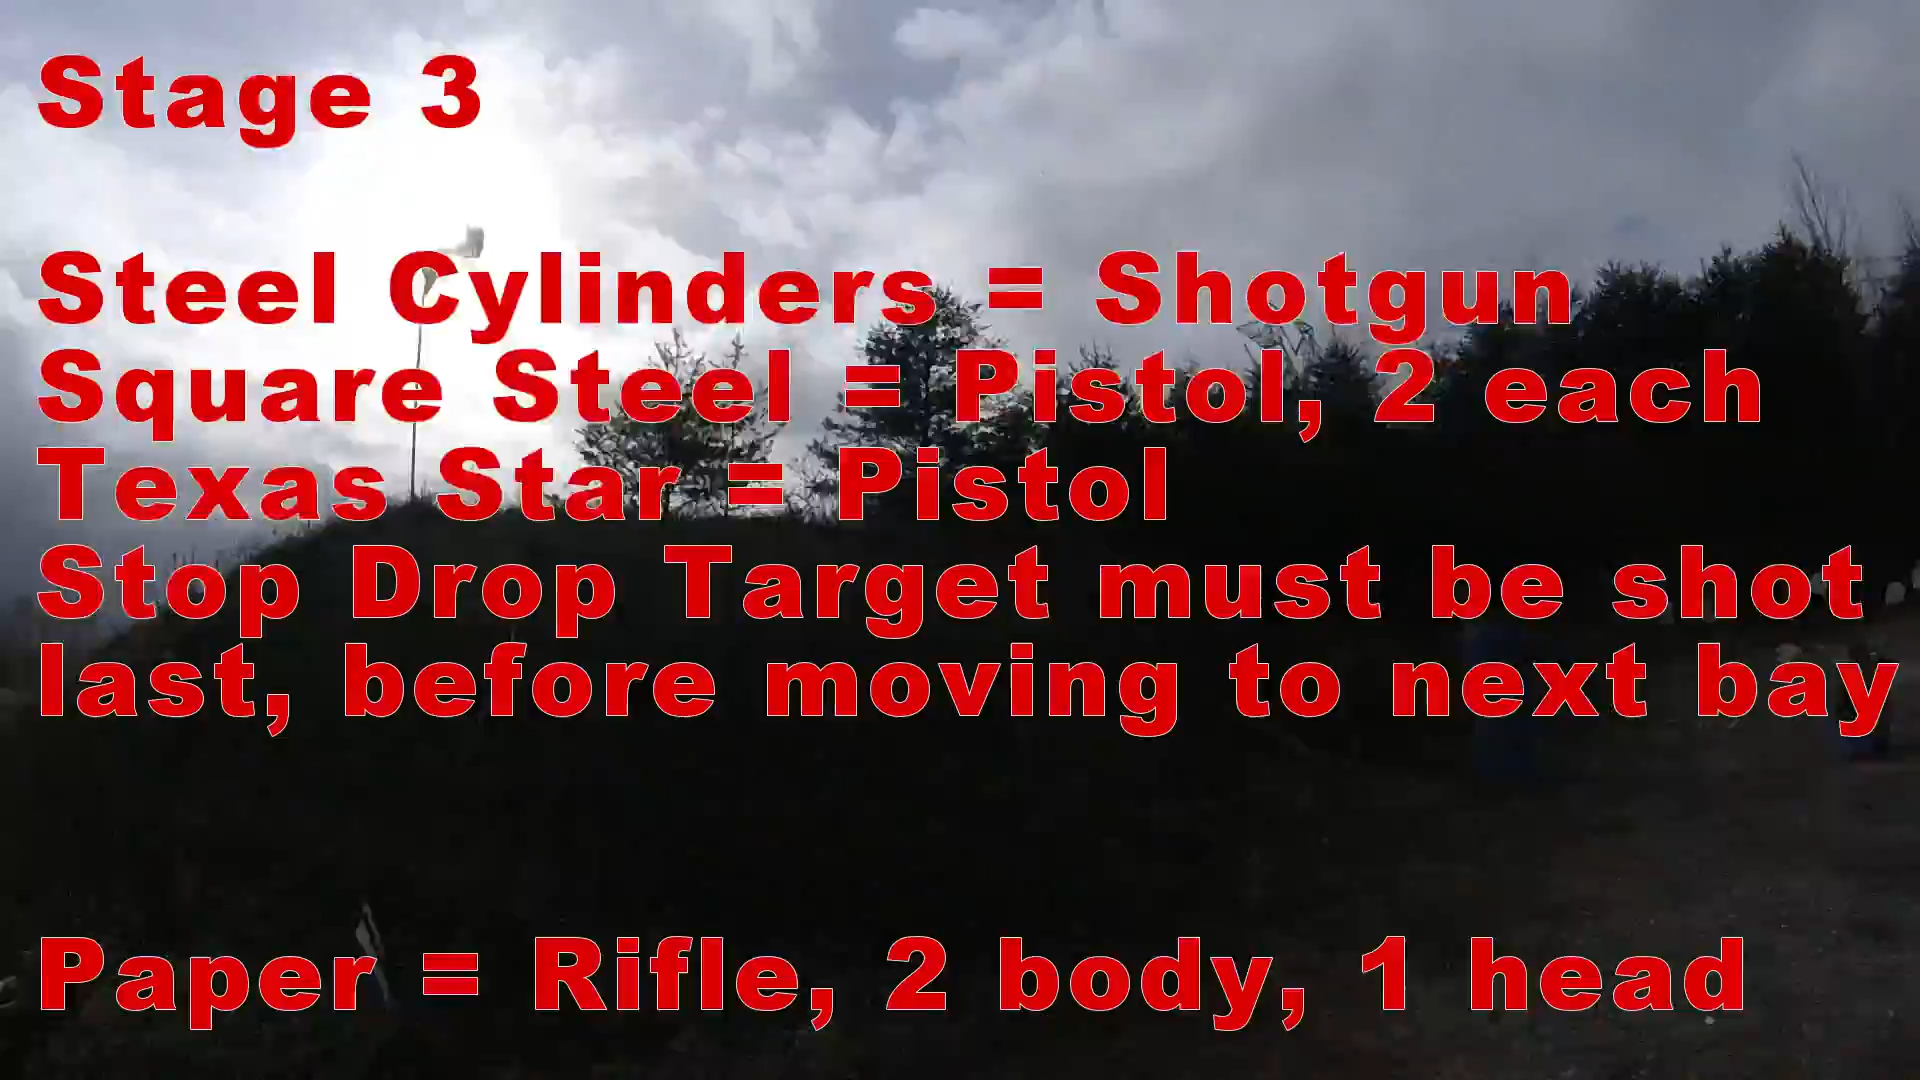 Stage 3
Steel Cylinders = Shotgun
Square Steel = Pistol, 2 each
Texas Star = Pistol
Stop Drop Target must be shot
last, before moving to next bay
Paper = Rifle, 2 body, 1 head